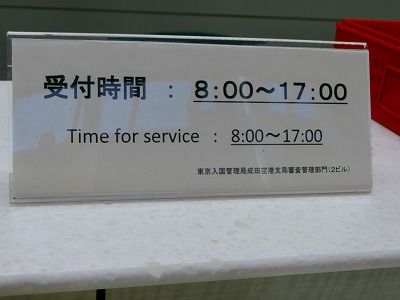 受付時間 : 8:00～17:00
Time for service : 8:00～17:00
東京入国管理局成田空港支局審査管理部門(2ビル)